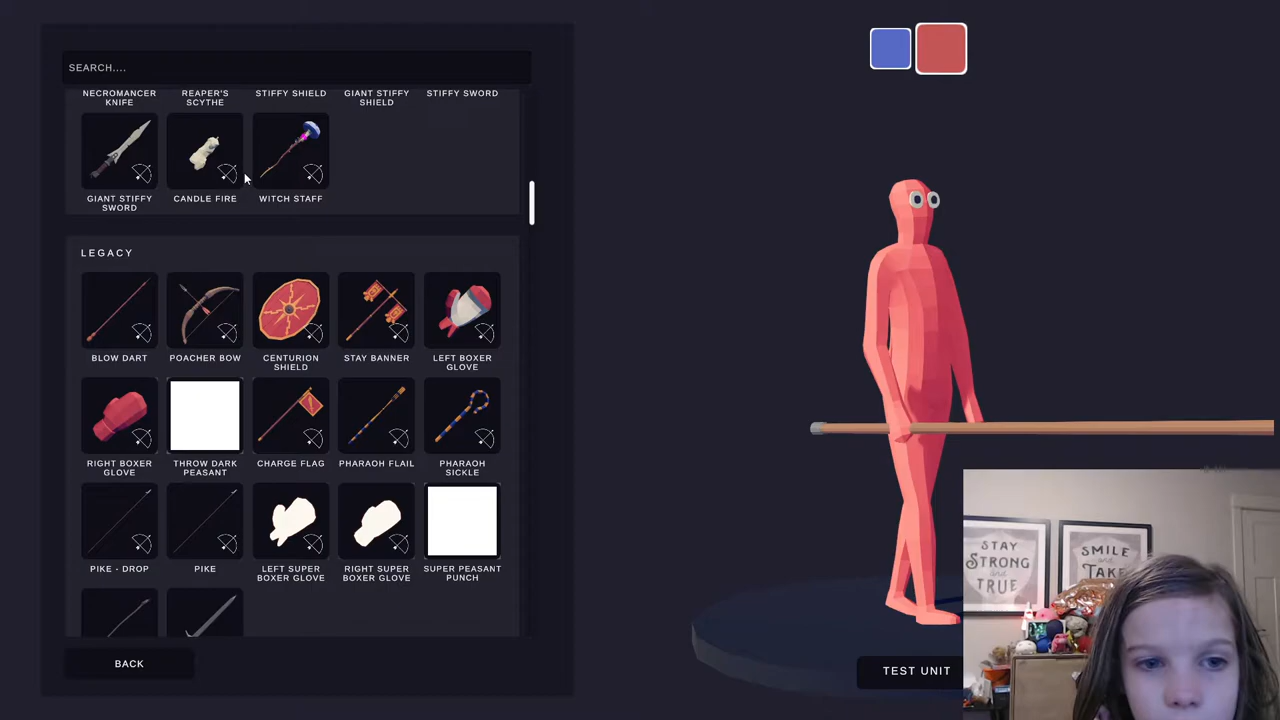 SEARCH....
NECROMANCER
KNIFE
REAPER'S
SCYTHE
STIFFY SHIELD
GIANT STIFFY
SHIELD
STIFFY SWORD
GIANT STIFFY
SWORD
CANDLE FIRE
WITCH STAFF
LEGACY
BLOW DART
POACHER BOW
CENTURION
SHIELD
STAY BANNER
LEFT BOXER
GLOVE
RIGHT BOXER
GLOVE
THROW DARK
PEASANT
CHARGE FLAG
PHARAOH FLAIL
PHARAOH
SICKLE
PIKE - DROP
PIKE
LEFT SUPER
BOXER GLOVE
RIGHT SUPER
BOXER GLOVE
SUPER PEASANT
PUNCH
BACK
TEST UNIT
STAY
STRONG
AND
TRUE
SMILE
AND
TAKE